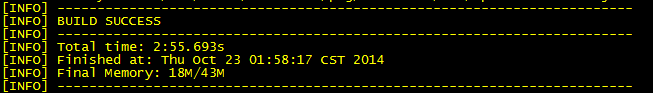 [INFO] ------------------------------------------------------------------------
[INFO] BUILD SUCCESS
[INFO] ------------------------------------------------------------------------
[INFO] Total time: 2:55.693s
[INFO] Finished at: Thu Oct 23 01:58:17 CST 2014
[INFO] Final Memory: 18M/43M
[INFO] ------------------------------------------------------------------------